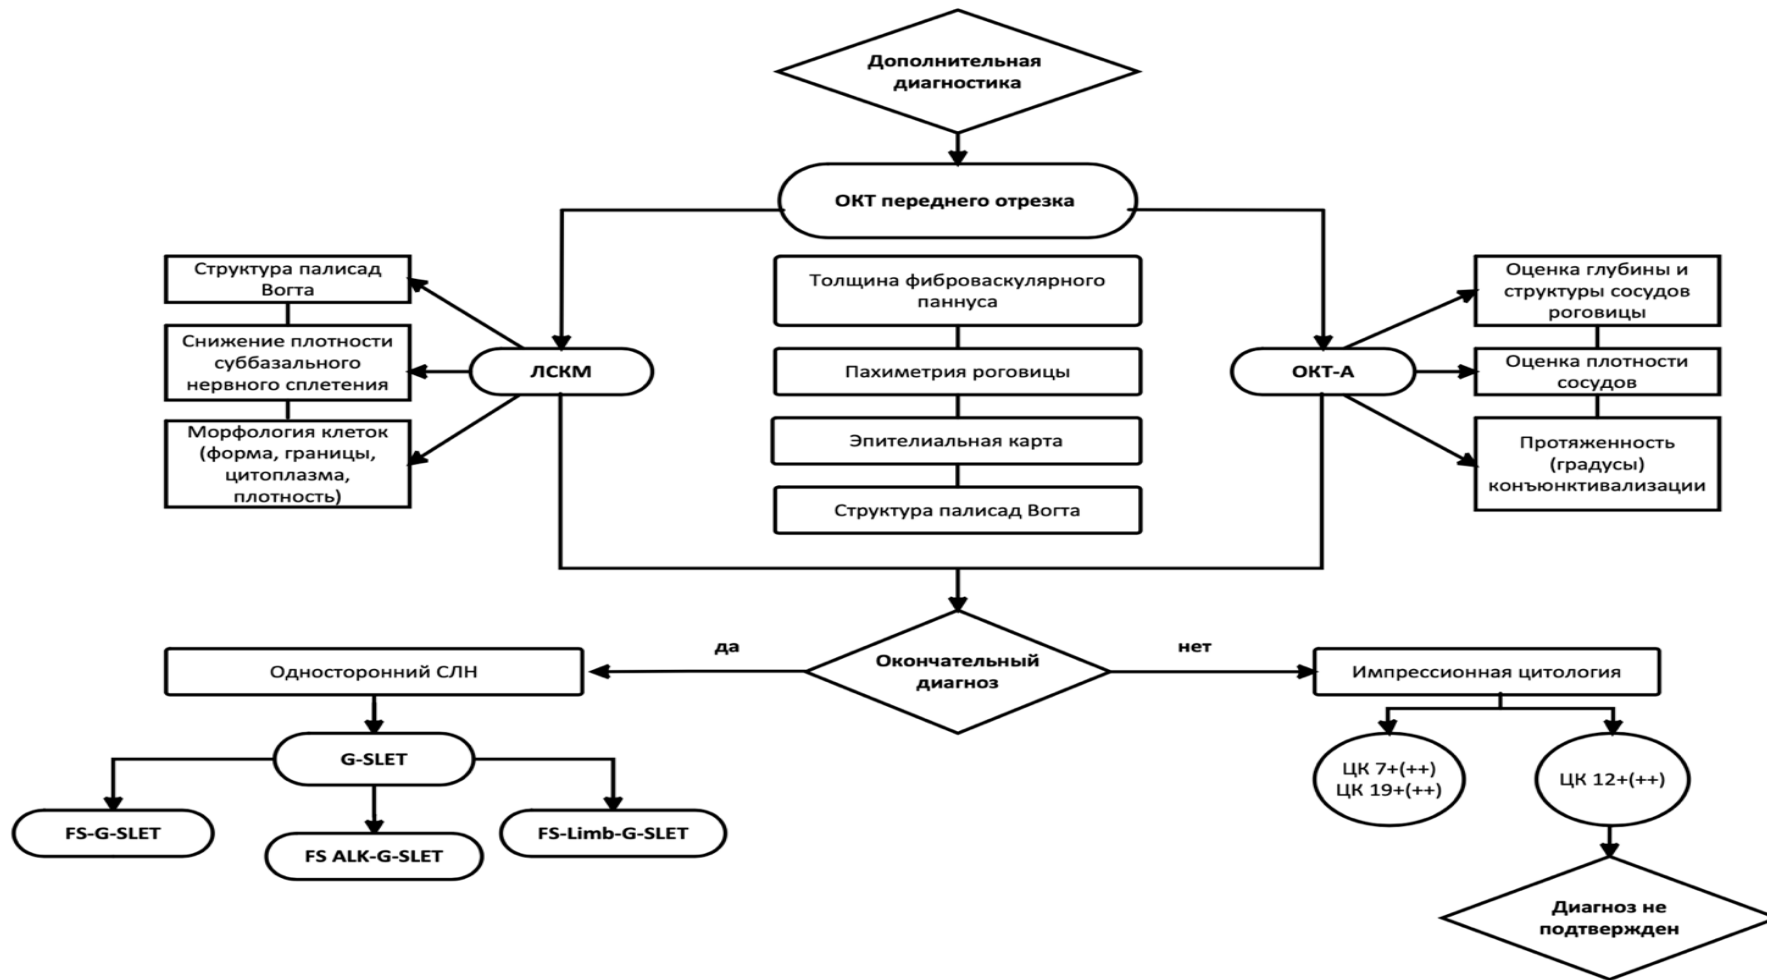 Дополнительная
диагностика
ОКТ переднего отрезка
Структура палисад
Вогта
Снижение плотности
суббазального
нервного сплетения
Морфология клеток
(форма, границы,
цитоплазма,
плотность)
ЛСКМ
Толщина фиброваскулярного
паннуса
Пахиметрия роговицы
Эпителиальная карта
Структура палисад Вогта
ОКТ-А
Оценка глубины и
структуры сосудов
роговицы
Оценка плотности
сосудов
Протяженность
(градусы)
конъюнктивализации
да
Окончательный
диагноз
нет
Односторонний СЛН
G-SLET
FS-G-SLET
FS ALK-G-SLET
FS-Limb-G-SLET
Импрессионная цитология
ЦК 7+(++)
ЦК 19+(++)
ЦК 12+(++)
Диагноз не
подтвержден